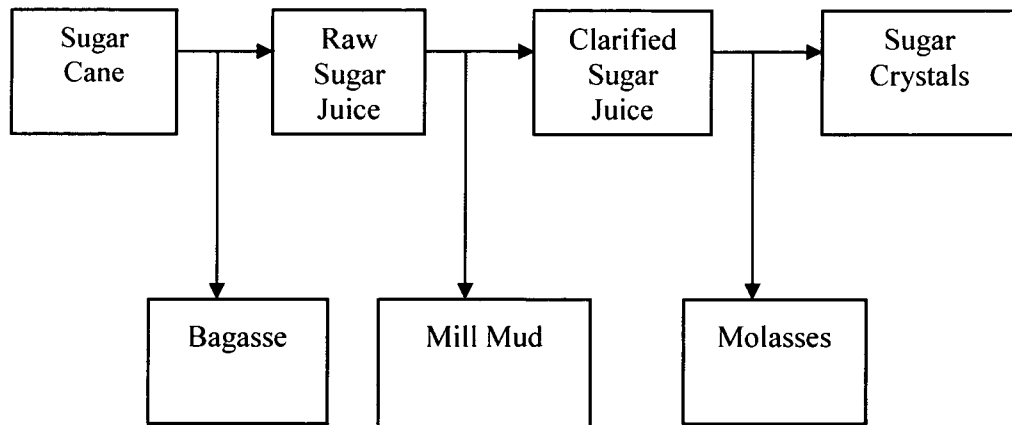 Sugar
Cane
Raw
Sugar
Juice
Clarified
Sugar
Juice
Sugar
Crystals
Bagasse
Mill Mud
Molasses